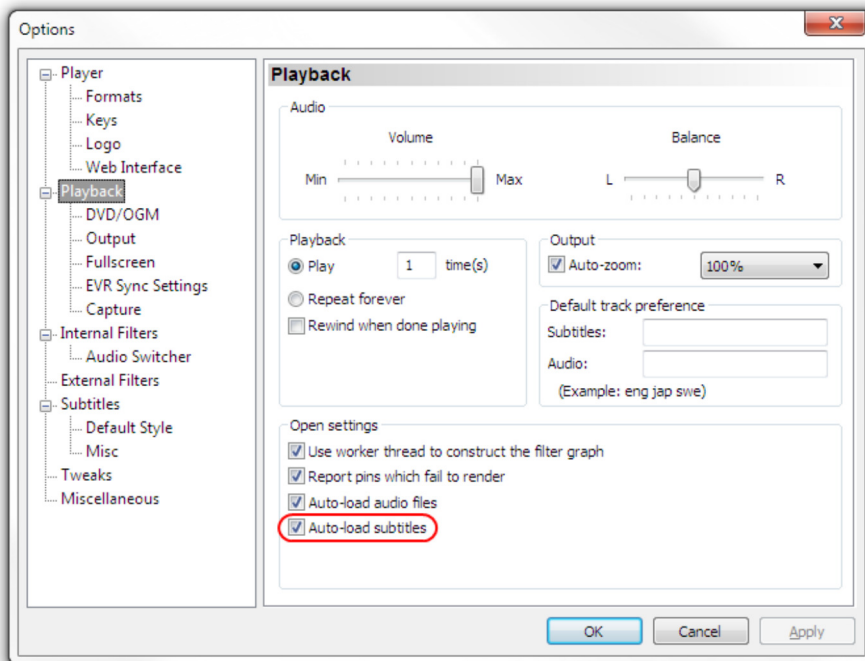 Options
Player
Formats
Keys
Logo
Web Interface
Playback
DVD/OGM
Output
Fullscreen
EVR Sync Settings
Capture
Internal Filters
Audio Switcher
External Filters
Subtitles
Default Style
Misc
Tweaks
Miscellaneous
Playback
Audio
Volume
Balance
Min
Max
L
R
Playback
Play 1 time(s)
Repeat forever
Rewind when done playing
Output
Auto-zoom: 100%
Default track preference
Subtitles:
Audio:
(Example: eng jap swe)
Open settings
Use worker thread to construct the filter graph
Report pins which fail to render
Auto-load audio files
Auto-load subtitles
OK
Cancel
Apply